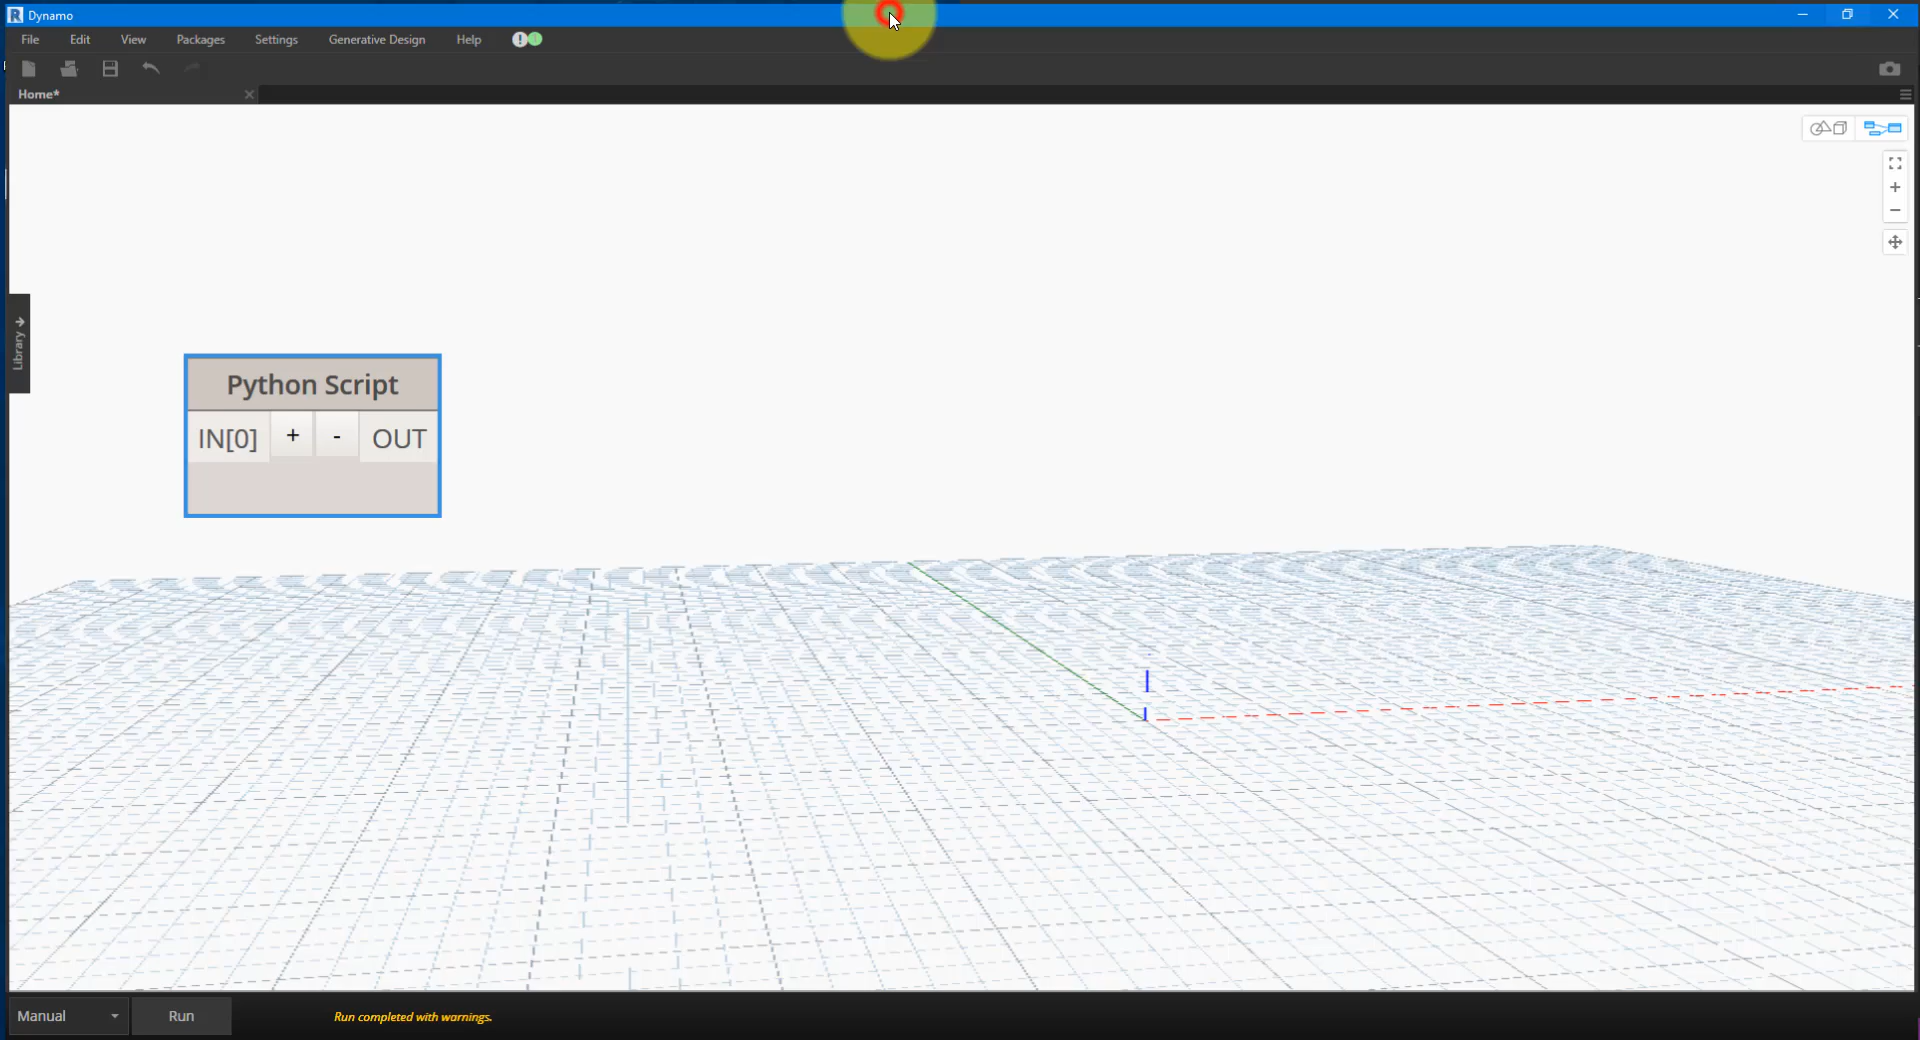 R Dynamo
File Edit View Packages Settings Generative Design Help
Home*
Library
Python Script
IN[0] + - OUT
Manual Run Run completed with warnings.